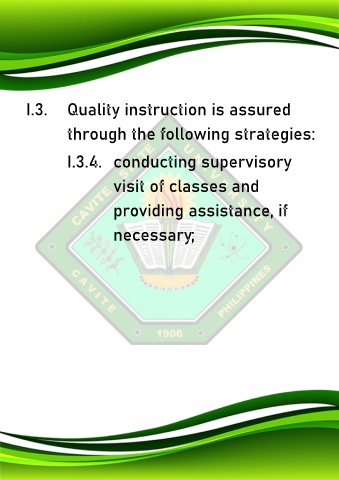 I.3. Quality instruction is assured
through the following strategies:
I.3.4. conducting supervisory
visit of classes and
providing assistance, if
necessary;
CAVITE STATE UNIVERSITY
CAVITE
PHILIPPINES
1906